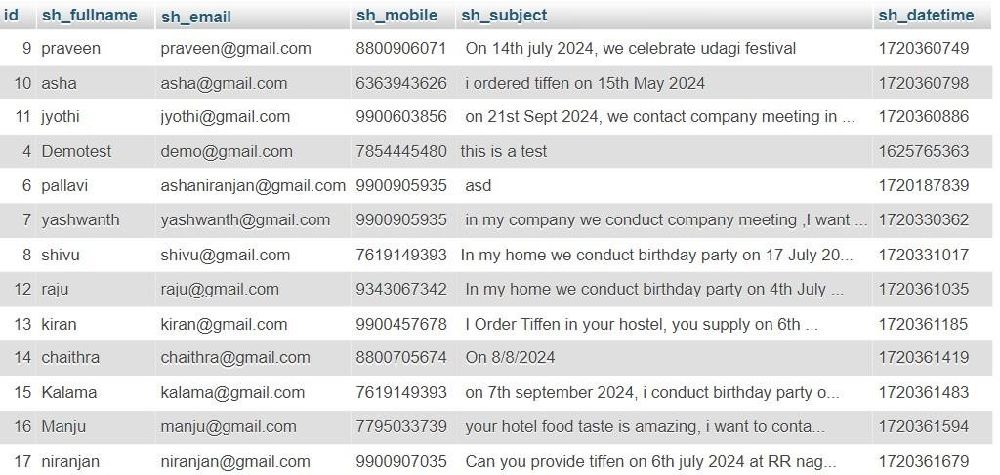 id sh_fullname sh_email sh_mobile sh_subject sh_datetime
9 praveen praveen@gmail.com 8800906071 On 14th july 2024, we celebrate udagi festival 1720360749
10 asha asha@gmail.com 6363943626 i ordered tiffen on 15th May 2024 1720360798
11 jyothi jyothi@gmail.com 9900603856 on 21st Sept 2024, we contact company meeting in ... 1720360886
4 Demotest demo@gmail.com 7854445480 this is a test 1625765363
6 pallavi ashaniranjan@gmail.com 9900905935 asd 1720187839
7 yashwanth yashwanth@gmail.com 9900905935 in my company we conduct company meeting ,I want ... 1720330362
8 shivu shivu@gmail.com 7619149393 In my home we conduct birthday party on 17 July 20... 1720331017
12 raju raju@gmail.com 9343067342 In my home we conduct birthday party on 4th July ... 1720361035
13 kiran kiran@gmail.com 9900457678 I Order Tiffen in your hostel, you supply on 6th ... 1720361185
14 chaithra chaithra@gmail.com 8800705674 On 8/8/2024 1720361419
15 Kalama kalama@gmail.com 7619149393 on 7th september 2024, i conduct birthday party o... 1720361483
16 Manju manju@gmail.com 7795033739 your hotel food taste is amazing, i want to conta... 1720361594
17 niranjan niranjan@gmail.com 9900907035 Can you provide tiffen on 6th july 2024 at RR nag... 1720361679